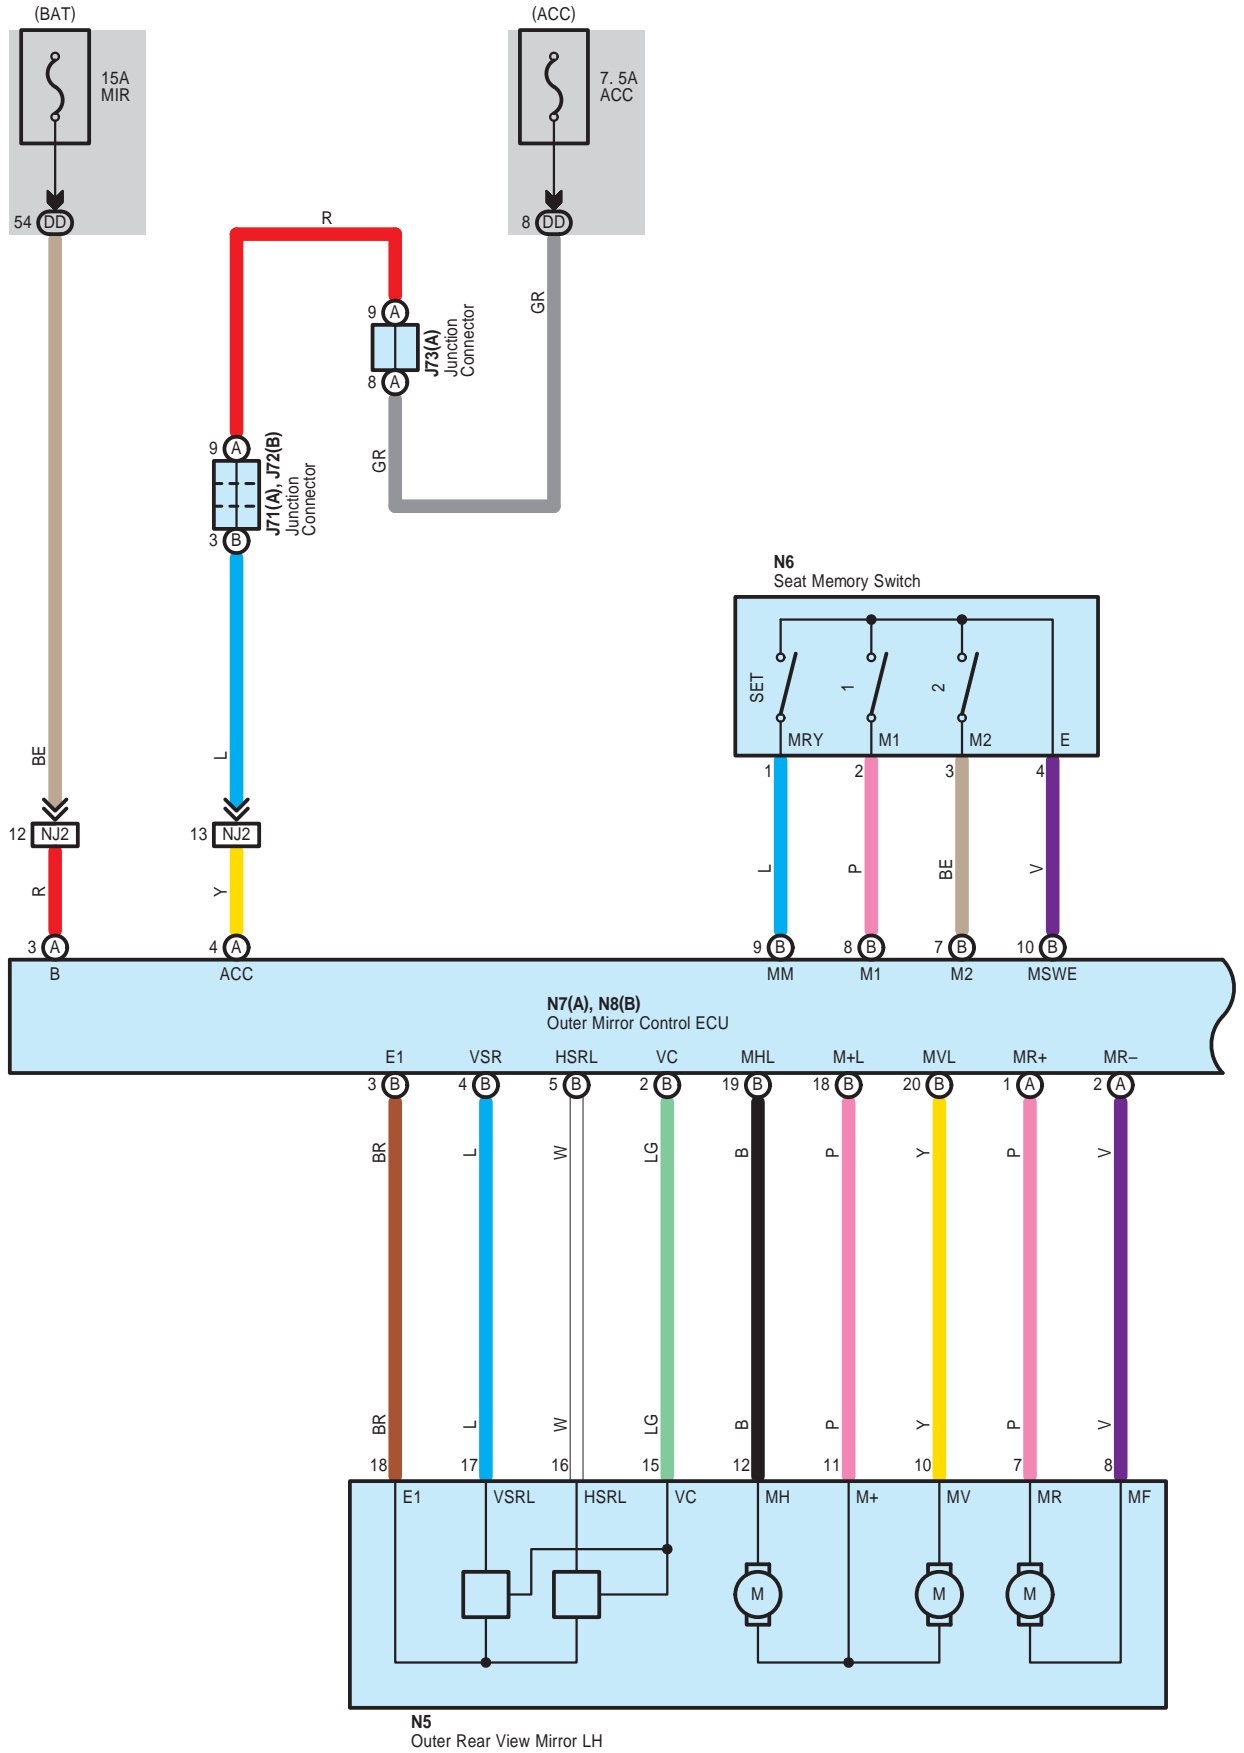 (BAT) (ACC)
15A
MIR
7. 5A
ACC
54 DD
8 DD
R
GR
9 A
J73(A)
Junction
Connector
8 A
GR
9 A
J71(A), J72(B)
Junction
Connector
3 B
N6
Seat Memory Switch
SET 1 2
MRY M1 M2 E
1 2 3 4
BE L
12 NJ2 13 NJ2
R Y L P BE V
3 A 4 A 9 B 8 B 7 B 10 B
B ACC MM M1 M2 MSWE
N7(A), N8(B)
Outer Mirror Control ECU
E1 VSR HSRL VC MHL M+L MVL MR+ MR–
3 B 4 B 5 B 2 B 19 B 18 B 20 B 1 A 2 A
BR L W LG B P Y P V
BR L W LG B P Y P V
18 17 16 15 12 11 10 7 8
E1 VSRL HSRL VC MH M+ MV MR MF
M M M
N5
Outer Rear View Mirror LH